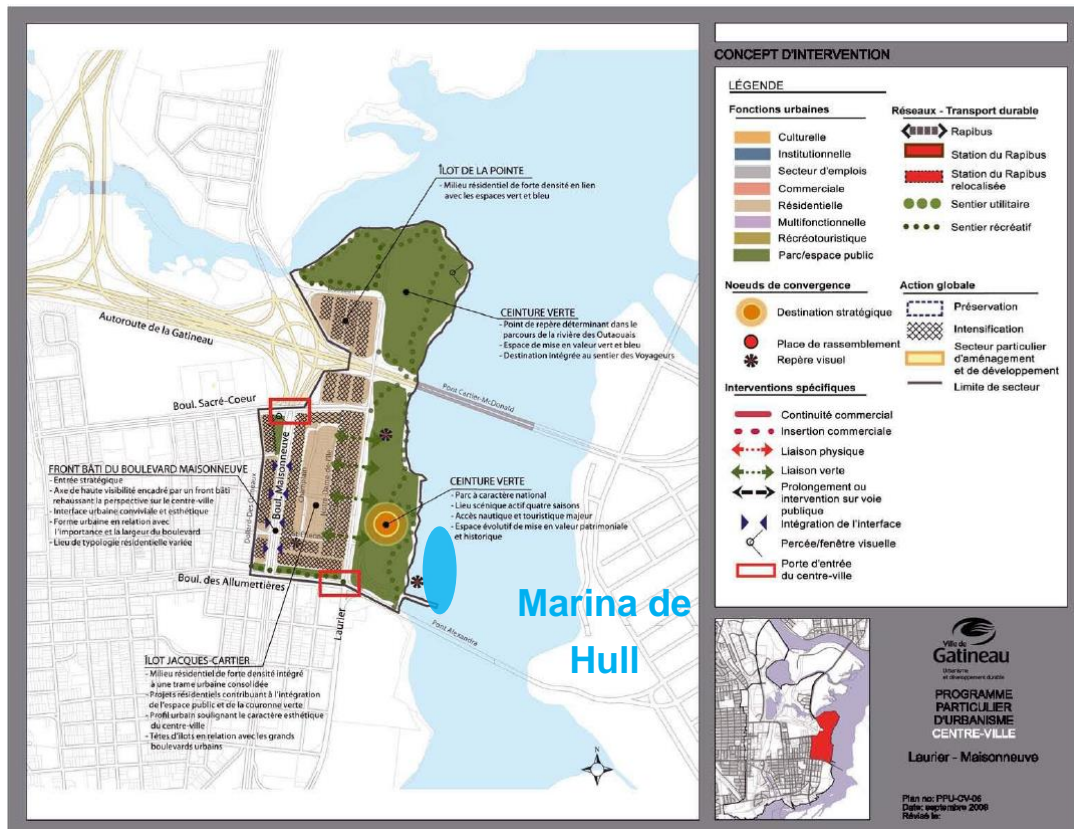 CONCEPT D'INTERVENTION
LÉGENDE
Fonctions urbaines
Culturelle
Institutionnelle
Secteur d'emplois
Commerciale
Résidentielle
Multifonctionnelle
Récréotouristique
Parc/espace public
Réseaux - Transport durable
Rapibus
Station du Rapibus
Station du Rapibus
relocalisée
Sentier utilitaire
Sentier récréatif
Noeuds de convergence
Destination stratégique
Place de rassemblement
Repère visuel
Action globale
Préservation
Intensification
Secteur particulier
d'aménagement
et de développement
Limite de secteur
Interventions spécifiques
Continuité commercial
Insertion commerciale
Liaison physique
Liaison verte
Prolongement ou
intervention sur voie
publique
Intégration de l'interface
Percée/fenêtre visuelle
Porte d'entrée
du centre-ville
ÎLOT DE LA POINTE
- Milieu résidentiel de forte densité en lien
avec les espaces vert et bleu
CEINTURE VERTE
- Point de repère déterminant dans le
parcours de la rivière des Outaouais
- Espace de mise en valeur vert et bleu
- Destination intégrée au sentier des Voyageurs
Autoroute de la Gatineau
Pont Cartier-McDonald
Boul. Sacré-Coeur
Boul. Maisonneuve
FRONT BÂTI DU BOULEVARD MAISONNEUVE
- Entrée stratégique
- Axe de haute visibilité encadré par un front bâti
rehaussant la perspective sur le centre-ville
- Interface urbaine conviviale et esthétique
- Forme urbaine en relation avec
l'importance et la largeur du boulevard
- Lieu de typologie résidentielle variée
CEINTURE VERTE
- Parc à caractère national
- Lieu scénique actif quatre saisons
- Accès nautique et touristique majeur
- Espace évolutif de mise en valeur patrimoniale
et historique
Boul. des Allumettières
Laurier
Pont Alexandra
Marina de
Hull
ÎLOT JACQUES-CARTIER
- Milieu résidentiel de forte densité intégré
à une trame urbaine consolidée
- Projets résidentiels contribuant à l'intégration
de l'espace public et de la couronne verte
- Profil urbain soulignant le caractère esthétique
du centre-ville
- Têtes d'îlots en relation avec les grands
boulevards urbains
N
Ville de
Gatineau
Urbanisme
et développement durable
PROGRAMME
PARTICULIER
D'URBANISME
CENTRE-VILLE
Laurier - Maisonneuve
Plan no: PPU-CV-06
Date: septembre 2008
Révisé le: